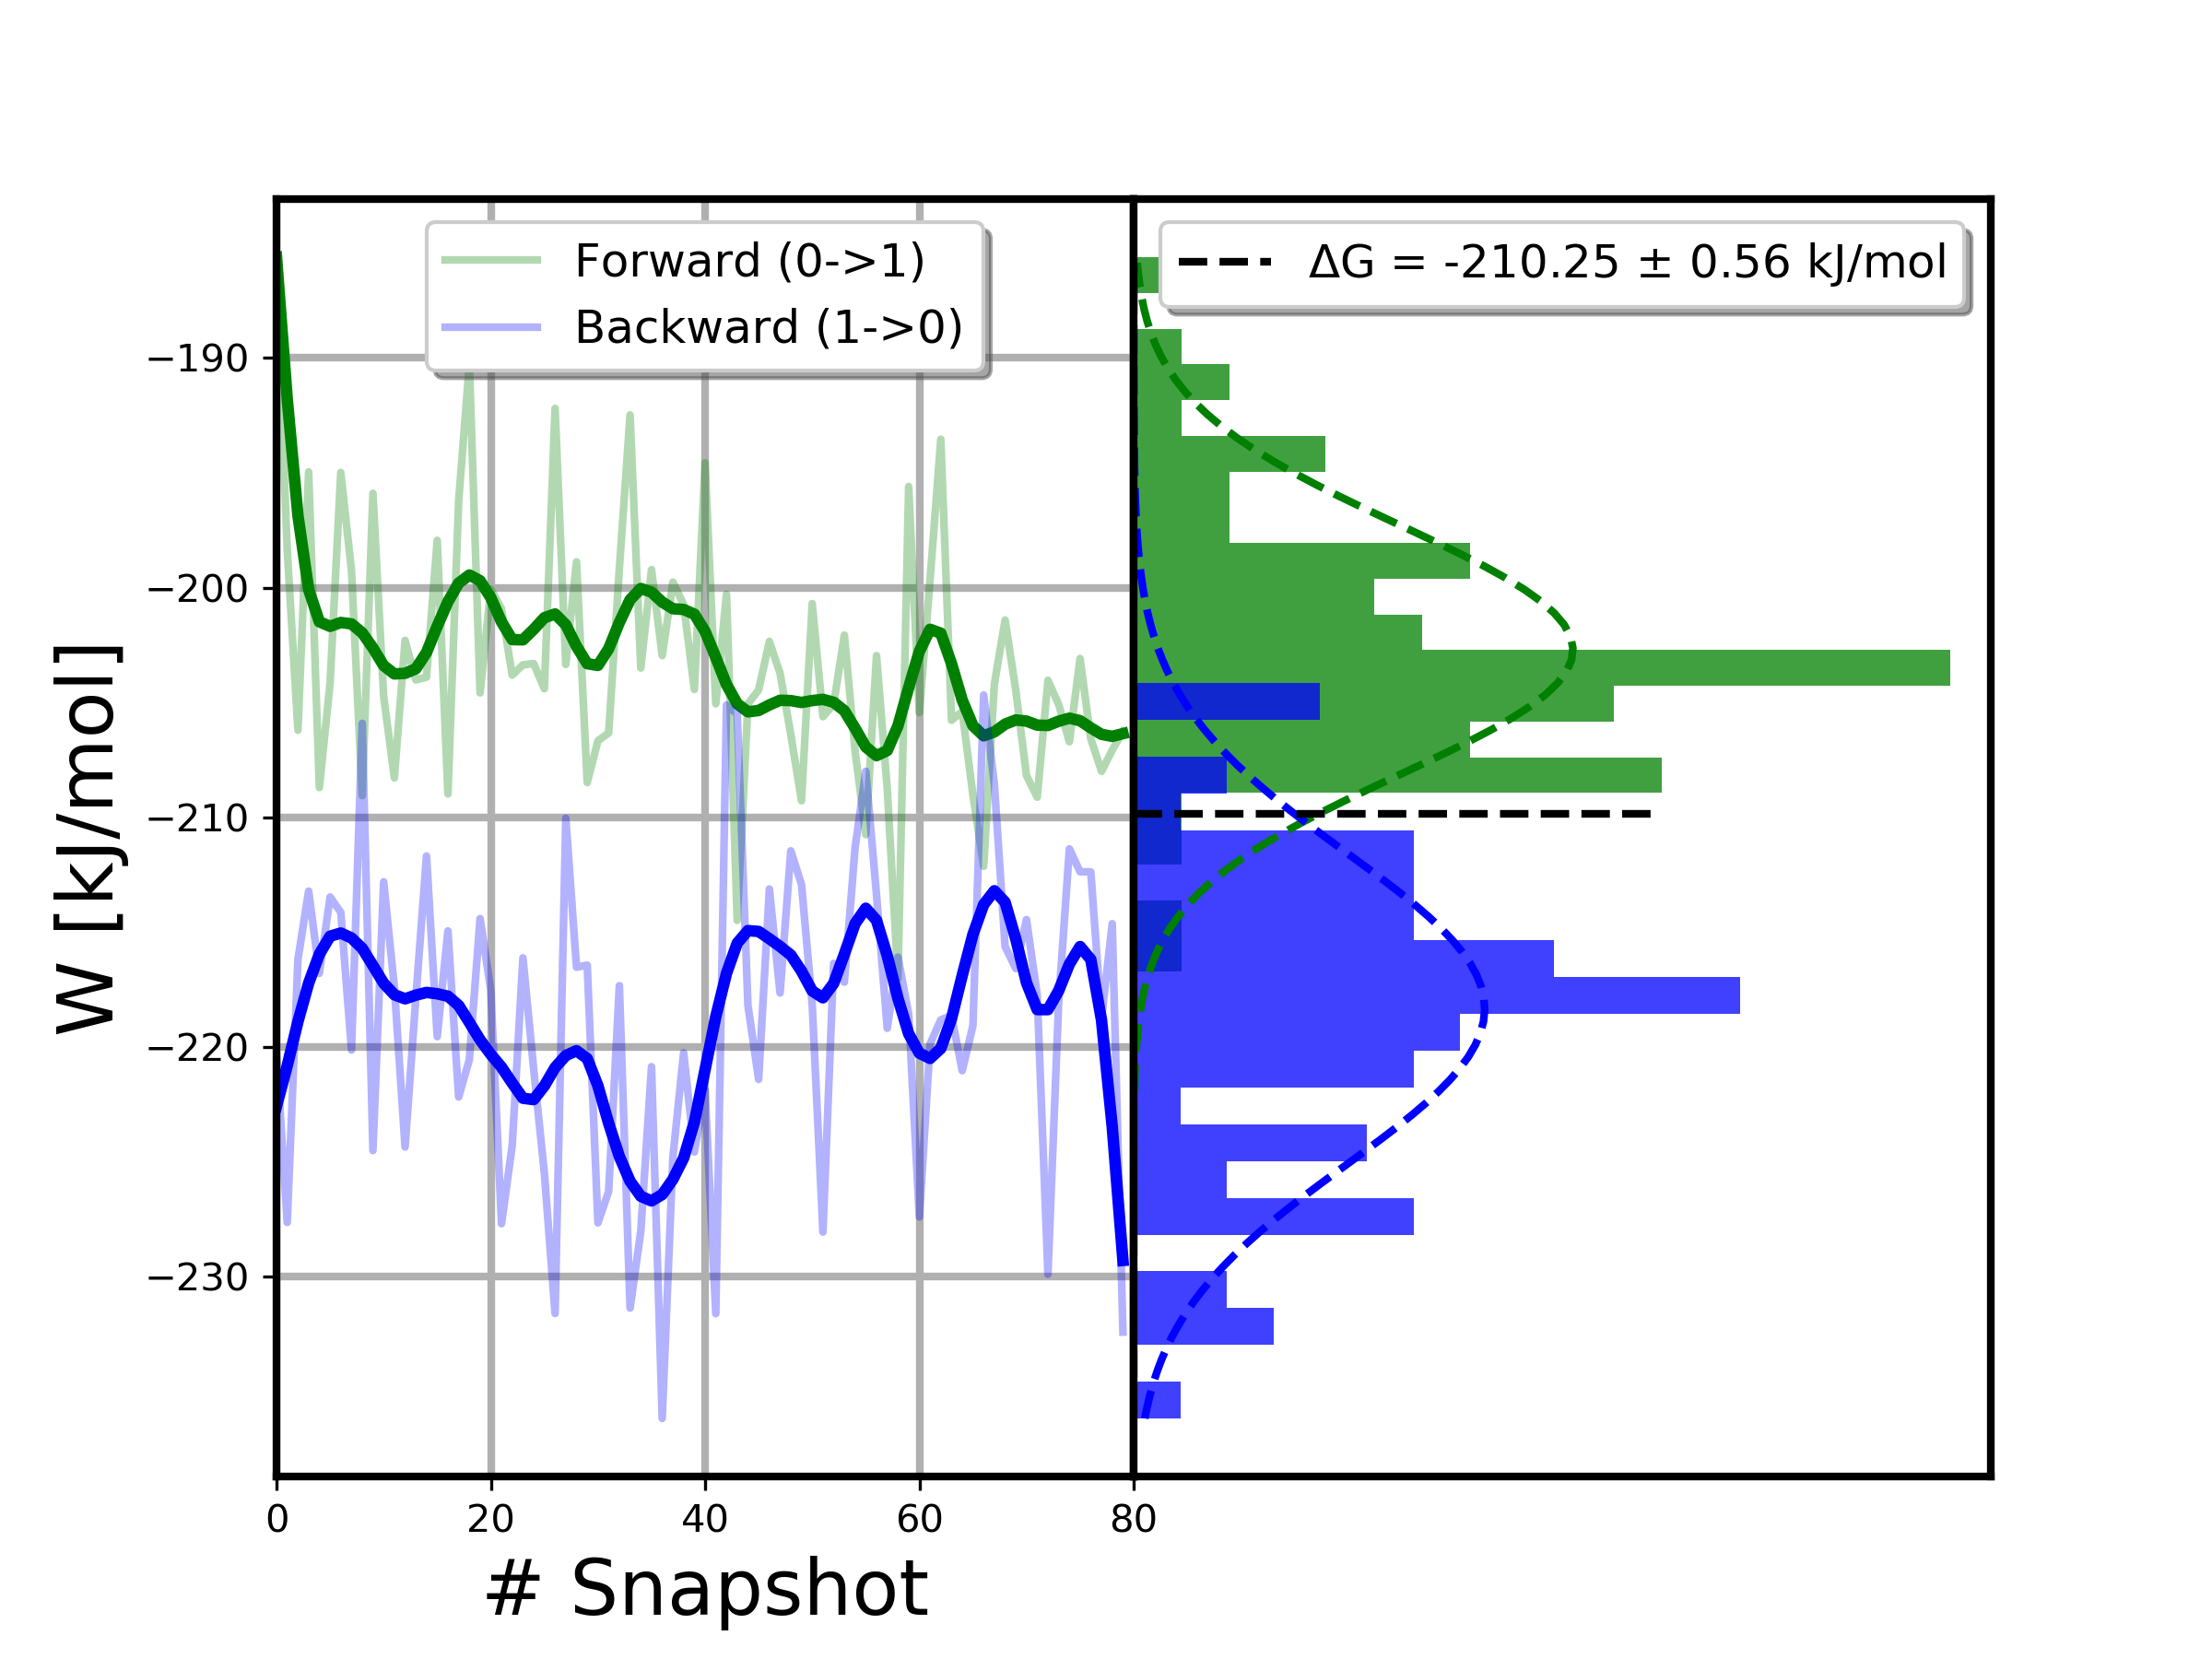 Forward (0->1)
Backward (1->0)
ΔG = -210.25 ± 0.56 kJ/mol
W [kJ/mol]
−190
−200
−210
−220
−230
0 20 40 60 80
# Snapshot